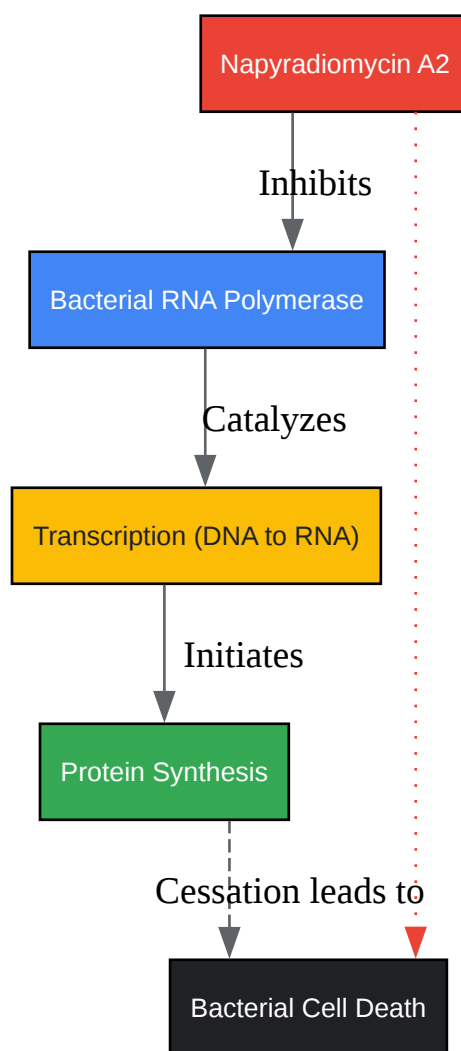 Napyradiomycin A2
Inhibits
Bacterial RNA Polymerase
Catalyzes
Transcription (DNA to RNA)
Initiates
Protein Synthesis
Cessation leads to
Bacterial Cell Death